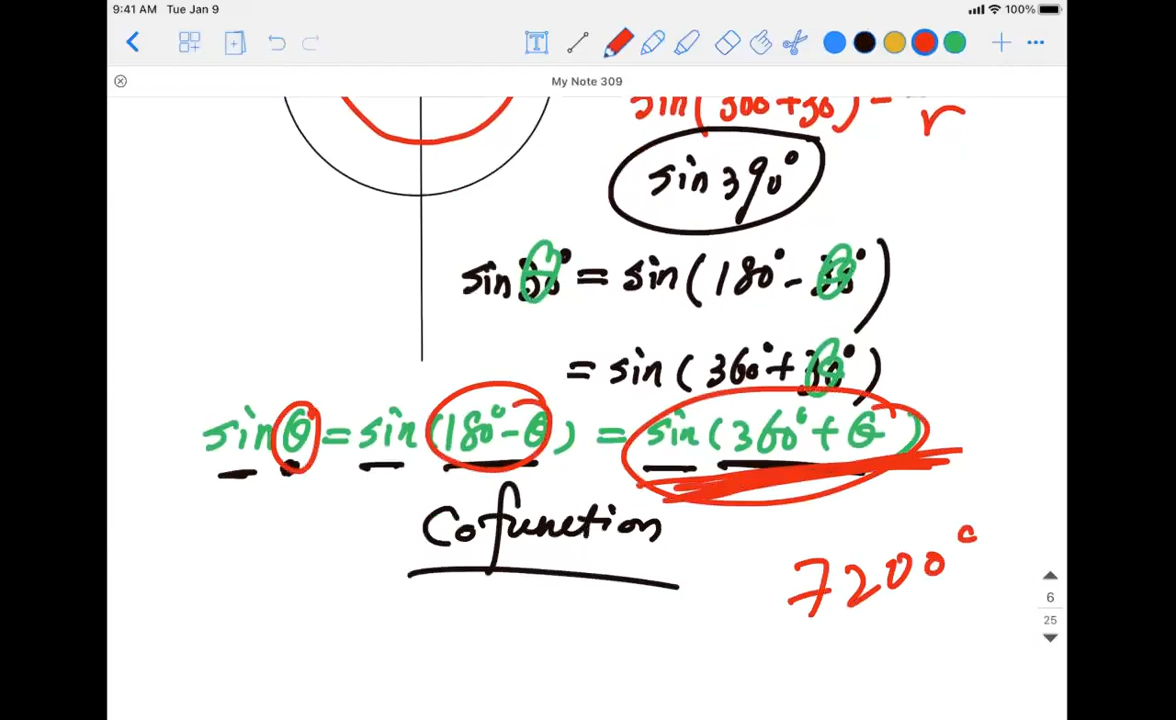 9:41 AM Tue Jan 9
100%
My Note 309
r
sin 390°
sin θ° = sin(180° - θ°)
= sin(360° + θ°)
sin θ = sin(180° - θ) = sin(360° + θ)
Cofunction
7200°
6
25